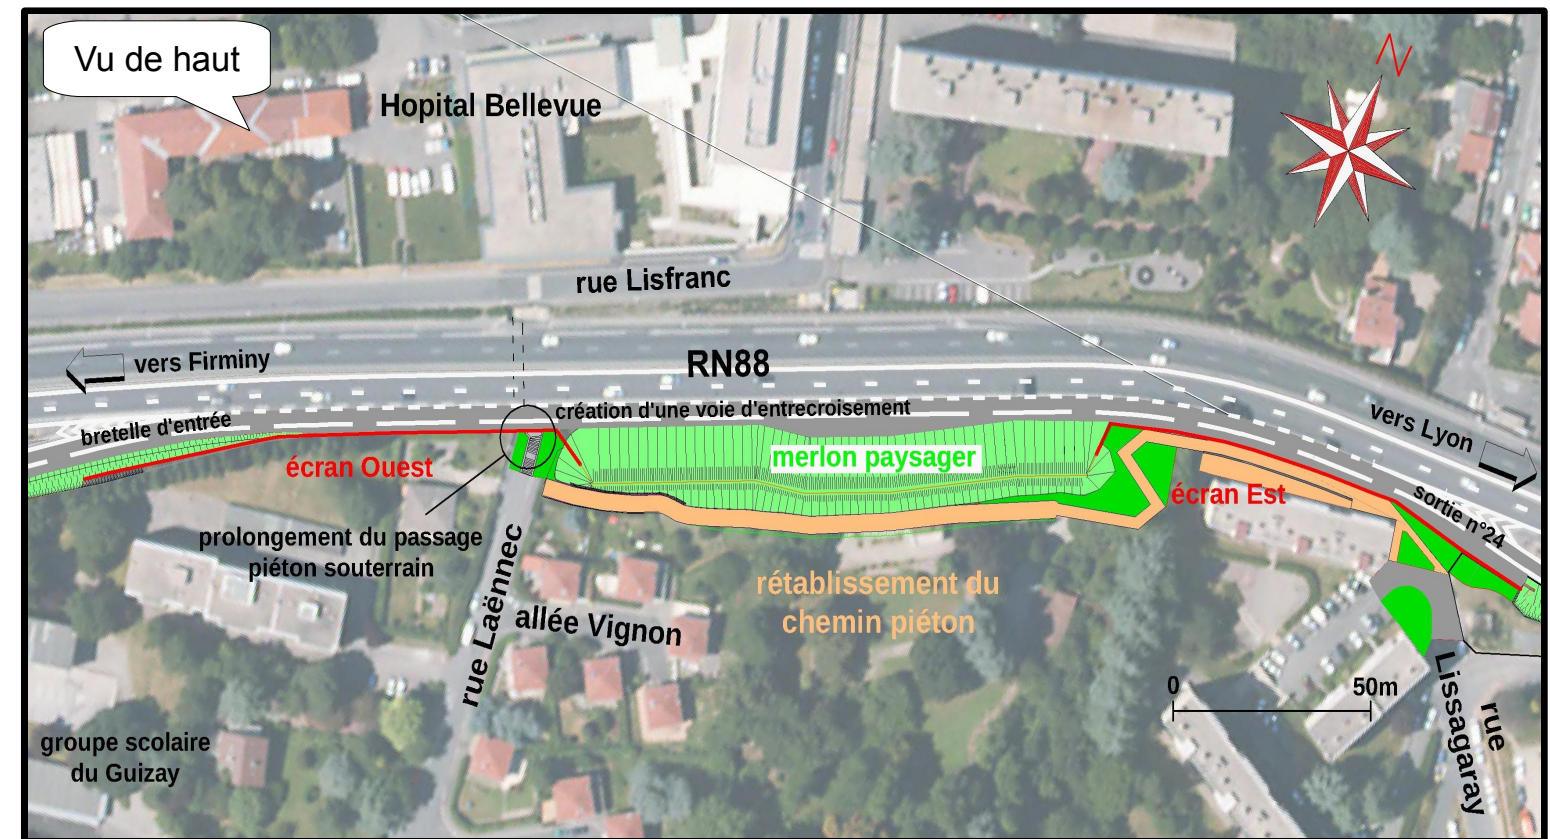 Vu de haut
Hopital Bellevue
N
rue Lisfranc
vers Firminy
RN88
bretelle d'entrée
création d'une voie d'entrecroisement
vers Lyon
écran Ouest
merlon paysager
écran Est
sortie n°24
prolongement du passage
piéton souterrain
rue Laënnec
allée Vignon
rétablissement du
chemin piéton
0
50m
rue
Lissagaray
groupe scolaire
du Guizay